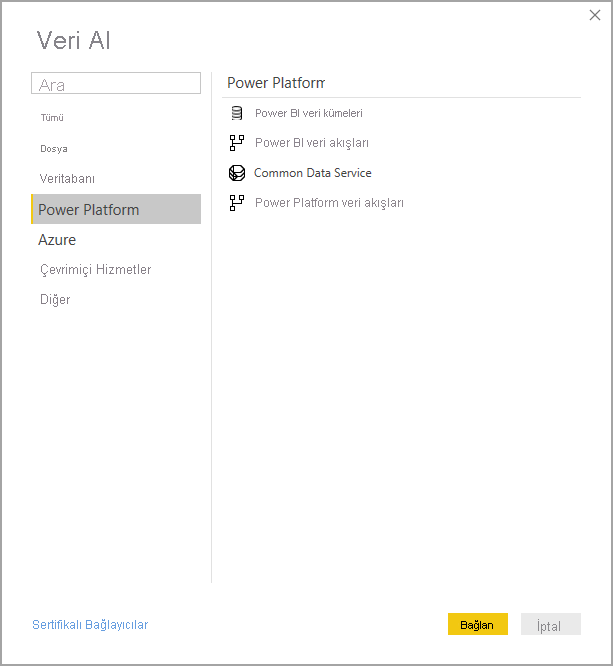 Veri Al
Ara
Tümü
Dosya
Veritabanı
Power Platform
Azure
Çevrimiçi Hizmetler
Diğer
Power Platform
Power BI veri kümeleri
Power BI veri akışları
Common Data Service
Power Platform veri akışları
Sertifikalı Bağlayıcılar
Bağlan
İptal